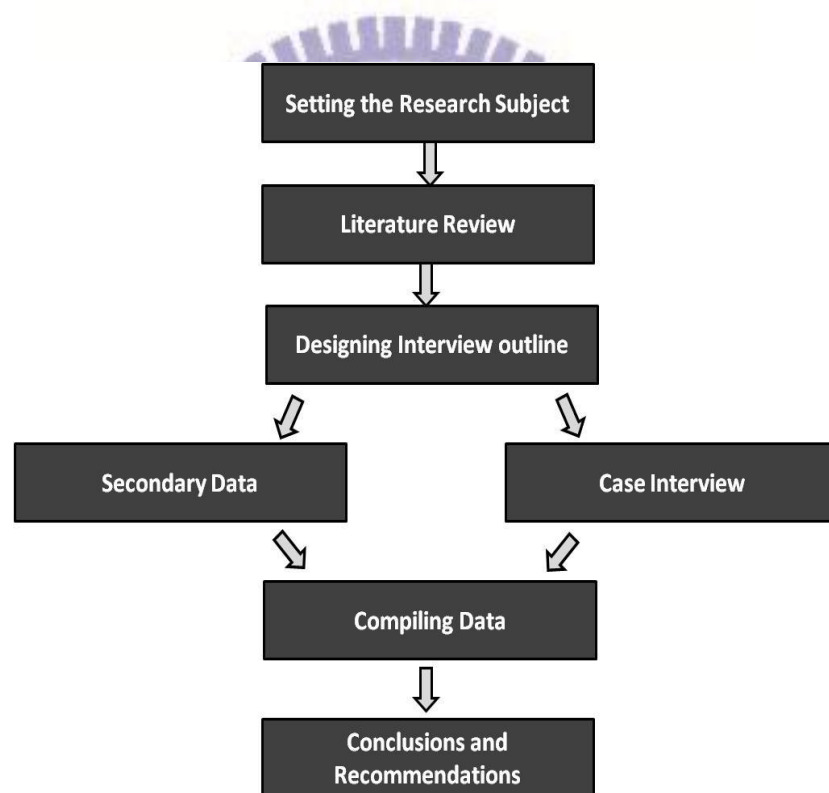 Setting the Research Subject
Literature Review
Designing Interview outline
Secondary Data
Case Interview
Compiling Data
Conclusions and
Recommendations